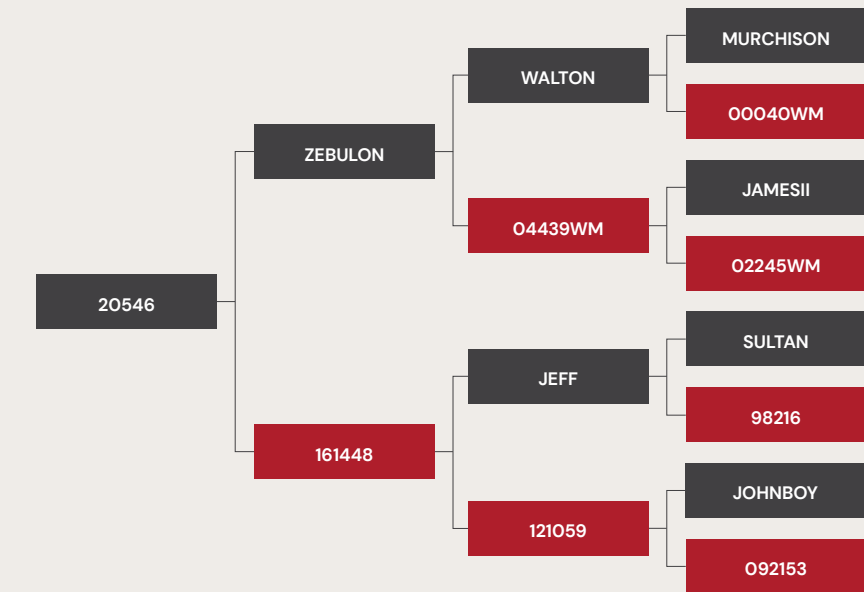 MURCHISON
WALTON
00040WM
ZEBULON
JAMESII
04439WM
02245WM
20546
SULTAN
JEFF
98216
161448
JOHNBOY
121059
092153